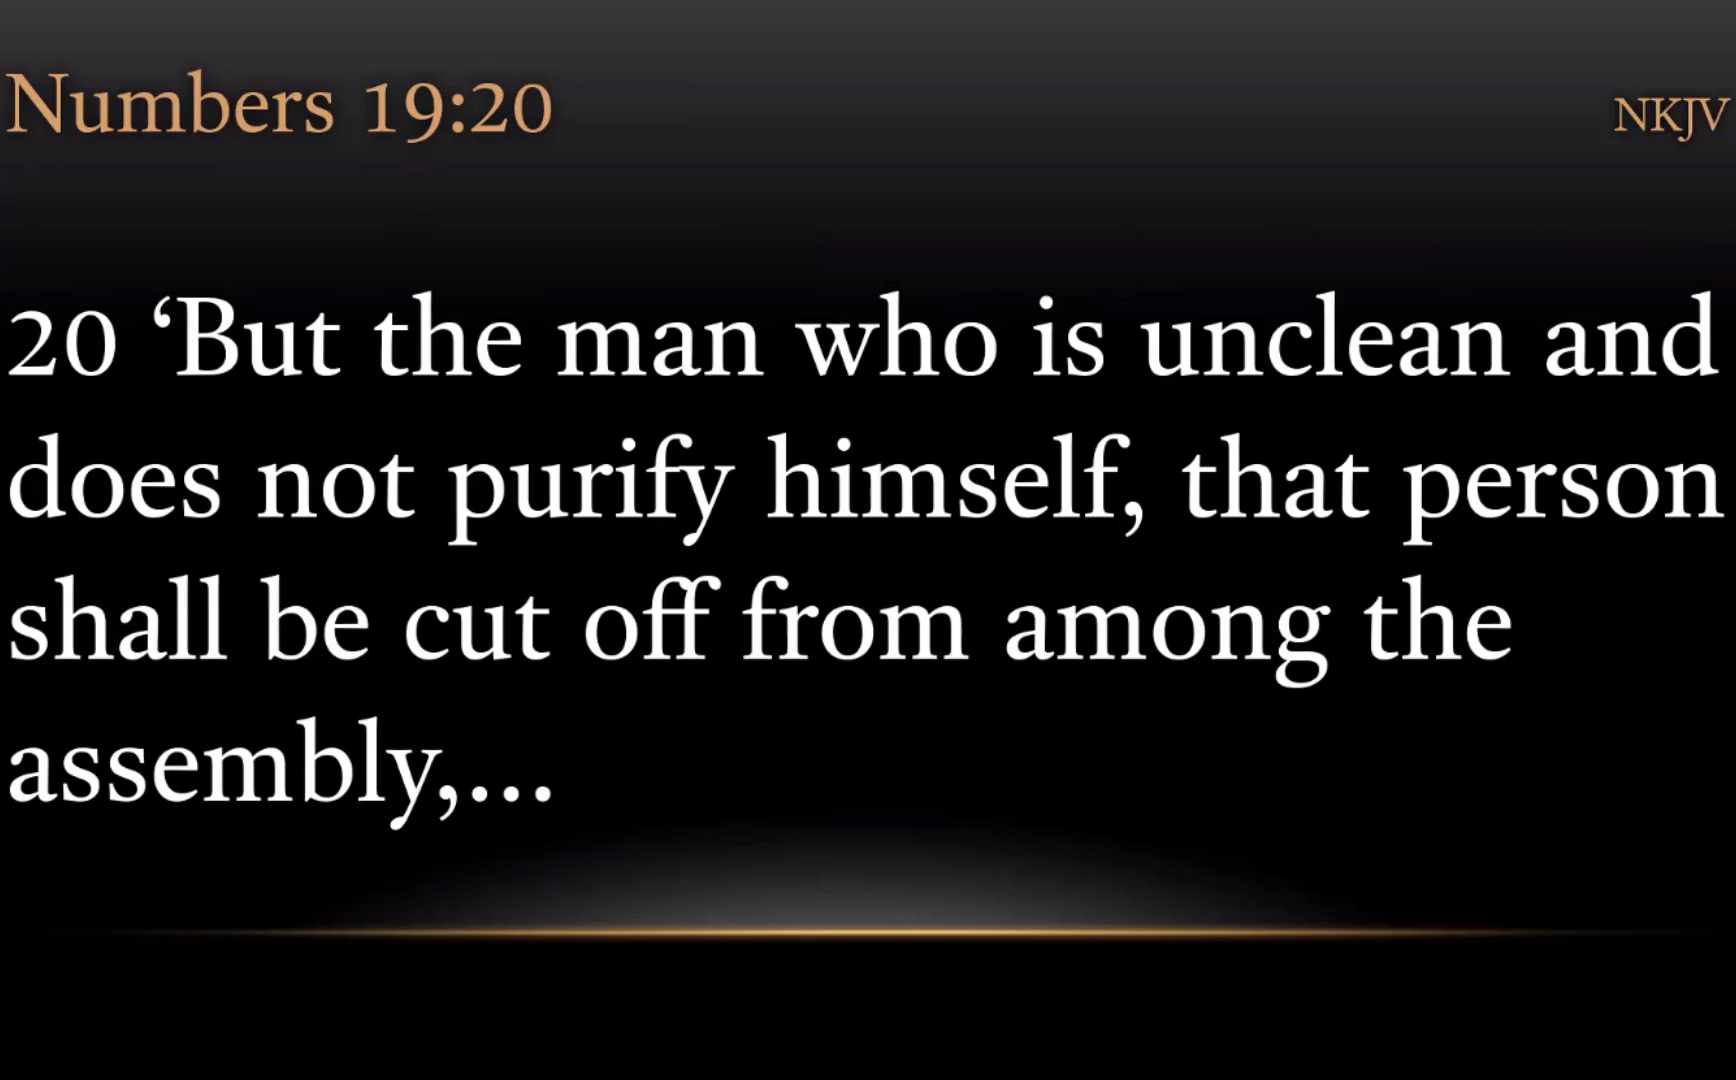 Numbers 19:20
NKJV
20 ‘But the man who is unclean and
does not purify himself, that person
shall be cut off from among the
assembly,...